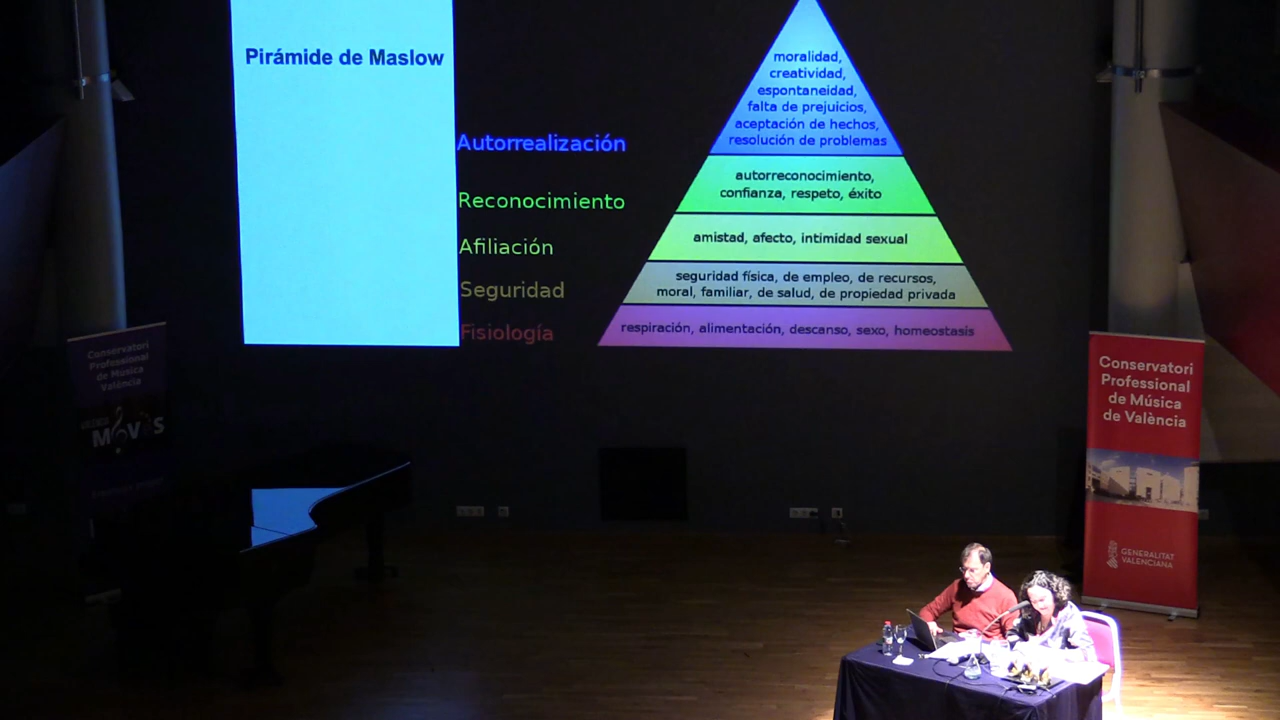 Pirámide de Maslow
moralidad,
creatividad,
espontaneidad,
falta de prejuicios,
aceptación de hechos,
resolución de problemas
Autorrealización
autorreconocimiento,
confianza, respeto, éxito
Reconocimiento
amistad, afecto, intimidad sexual
Afiliación
seguridad física, de empleo, de recursos,
moral, familiar, de salud, de propiedad privada
Seguridad
respiración, alimentación, descanso, sexo, homeostasis
Fisiología
Conservatori
Professional
de Música
València
Conservatori
Professional
de Música
de València
GENERALITAT
VALENCIANA